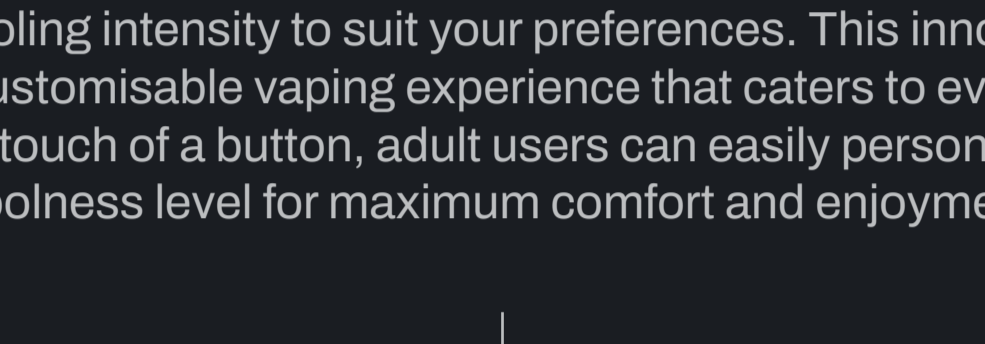 oling intensity to suit your preferences. This inno
ustomisable vaping experience that caters to ev
touch of a button, adult users can easily person
oolness level for maximum comfort and enjoyme